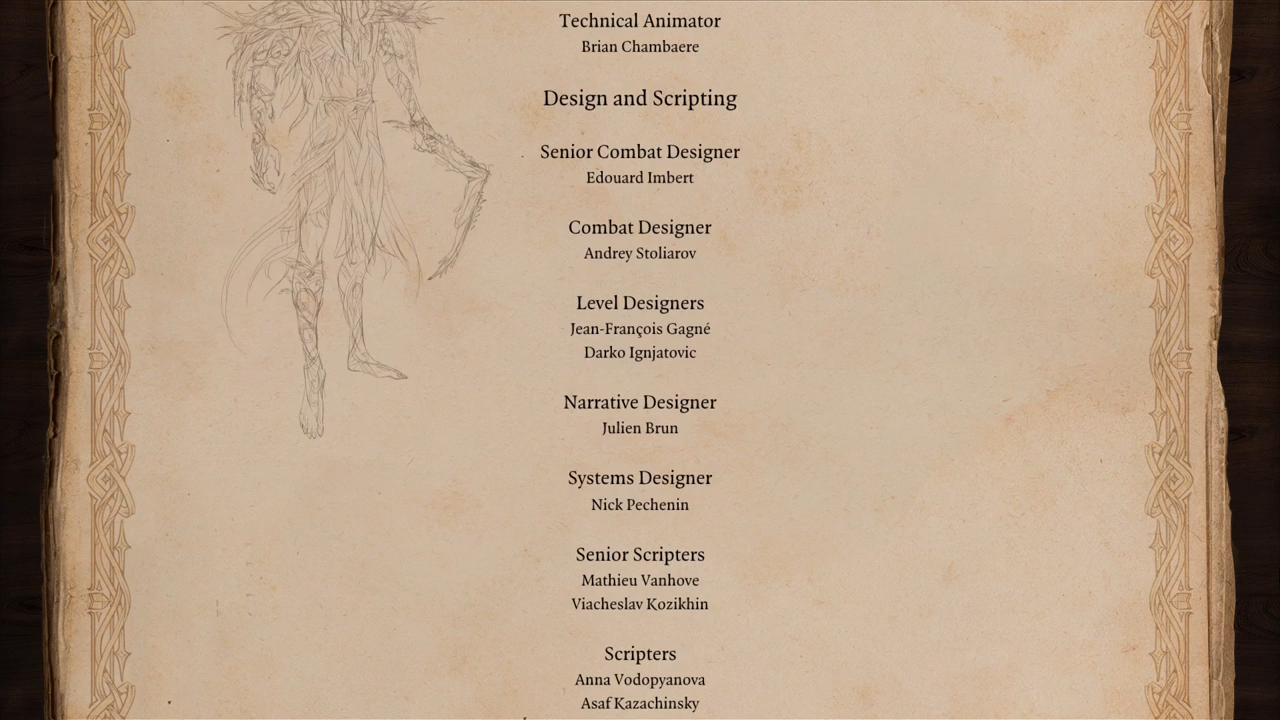 Technical Animator
Brian Chambaere
Design and Scripting
Senior Combat Designer
Edouard Imbert
Combat Designer
Andrey Stoliarov
Level Designers
Jean-François Gagné
Darko Ignjatovic
Narrative Designer
Julien Brun
Systems Designer
Nick Pechenin
Senior Scripters
Mathieu Vanhove
Viacheslav Kozikhin
Scripters
Anna Vodopyanova
Asaf Kazachinsky